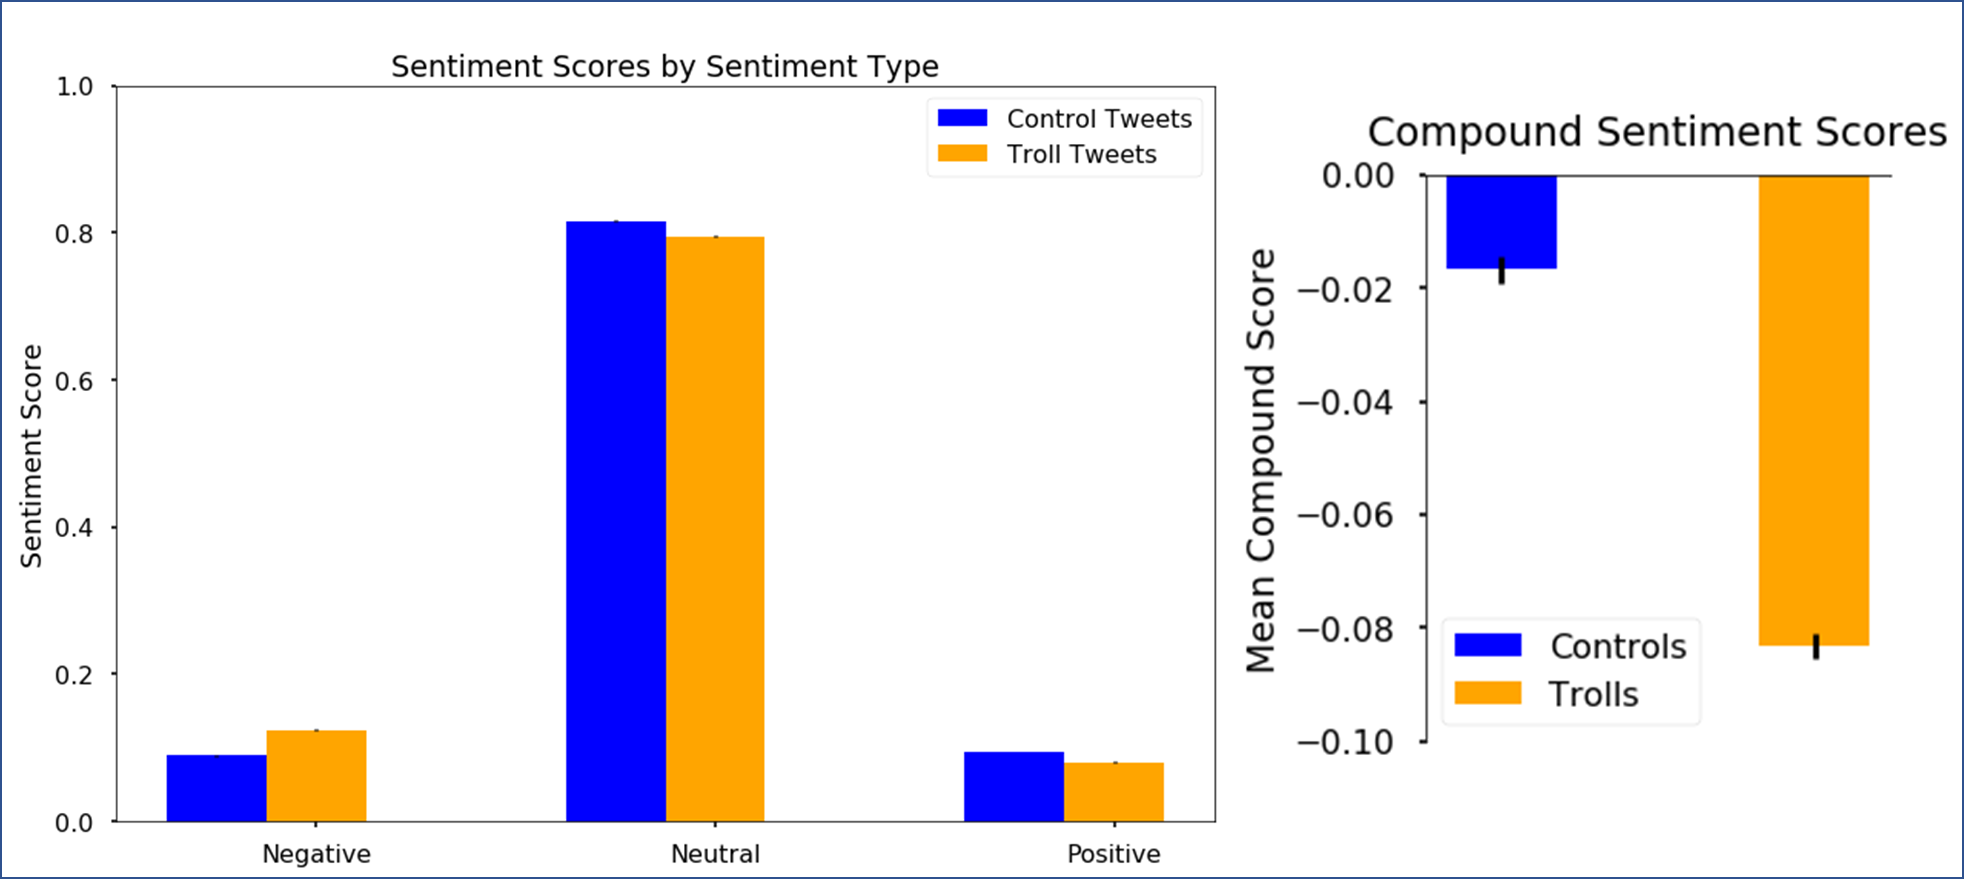 Sentiment Scores by Sentiment Type
1.0
0.8
0.6
0.4
0.2
0.0
Sentiment Score
Control Tweets
Troll Tweets
Negative
Neutral
Positive
Compound Sentiment Scores
0.00
−0.02
−0.04
−0.06
−0.08
−0.10
Mean Compound Score
Controls
Trolls